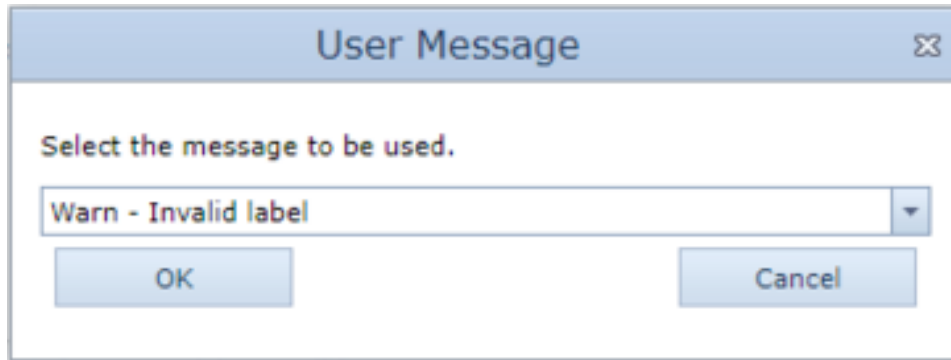 User Message
Select the message to be used.
Warn - Invalid label
OK
Cancel